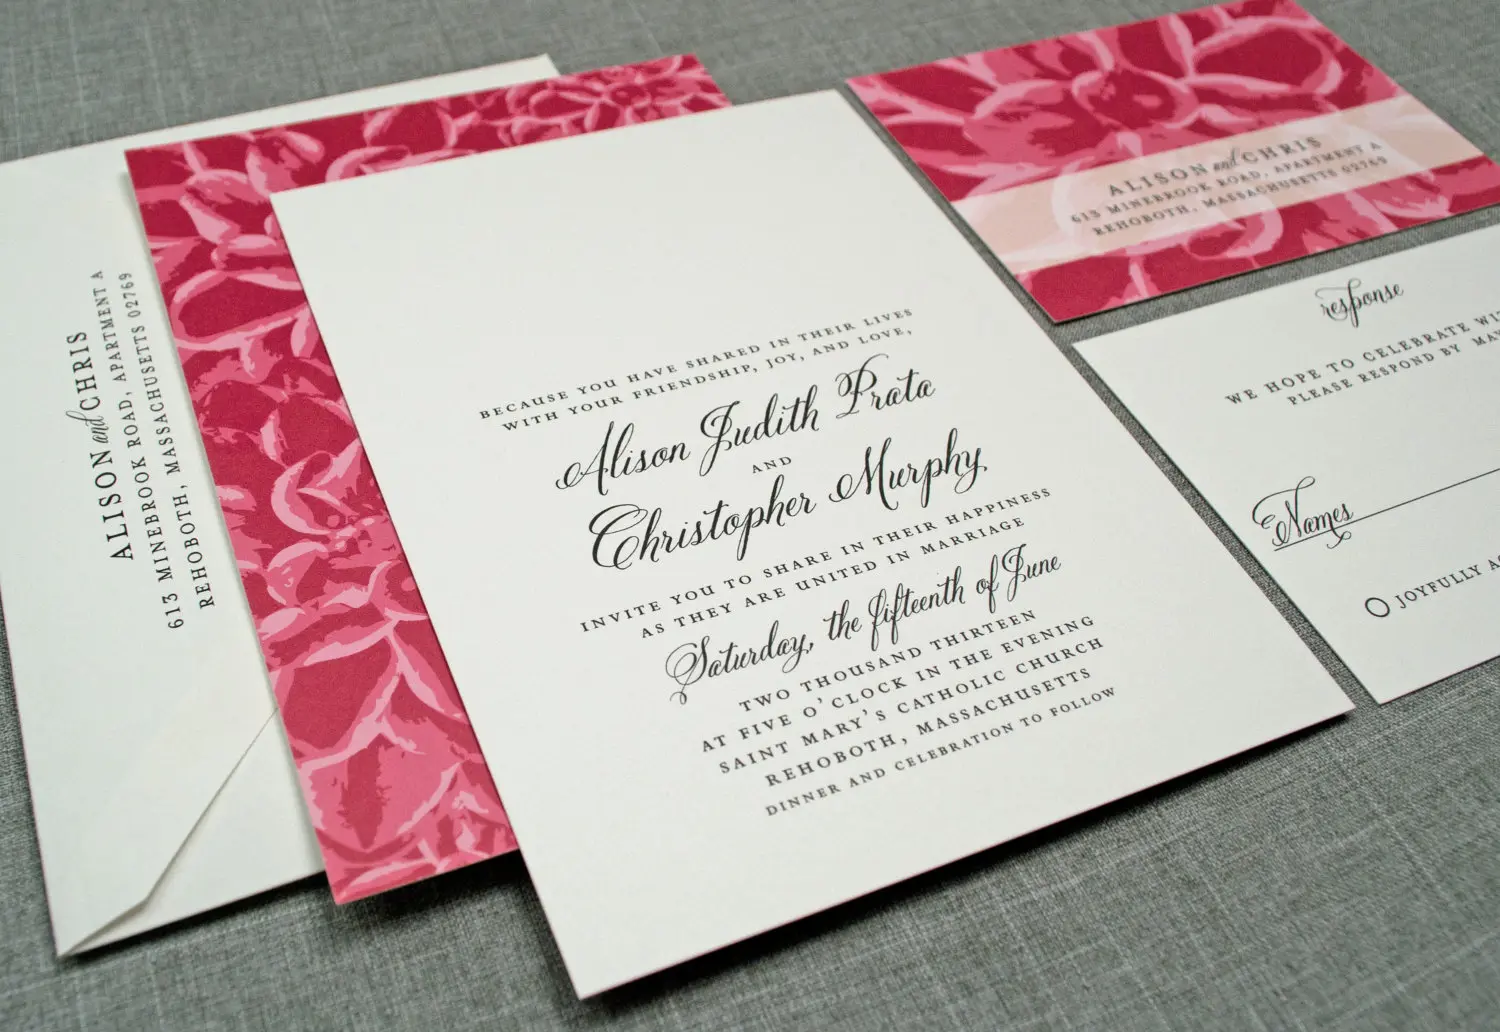 ALISON and CHRIS
613 MINEBROOK ROAD, APARTMENT A
REHOBOTH, MASSACHUSETTS 02769
BECAUSE YOU HAVE SHARED IN THEIR LIVES
WITH YOUR FRIENDSHIP, JOY, AND LOVE,
Alison Judith Prata
AND
Christopher Murphy
INVITE YOU TO SHARE IN THEIR HAPPINESS
AS THEY ARE UNITED IN MARRIAGE
Saturday, the fifteenth of June
TWO THOUSAND THIRTEEN
AT FIVE O'CLOCK IN THE EVENING
SAINT MARY'S CATHOLIC CHURCH
REHOBOTH, MASSACHUSETTS
DINNER AND CELEBRATION TO FOLLOW
ALISON and CHRIS
613 MINEBROOK ROAD, APARTMENT A
REHOBOTH, MASSACHUSETTS 02769
response
WE HOPE TO CELEBRATE
PLEASE RESPOND BY
Names
JOYFULLY